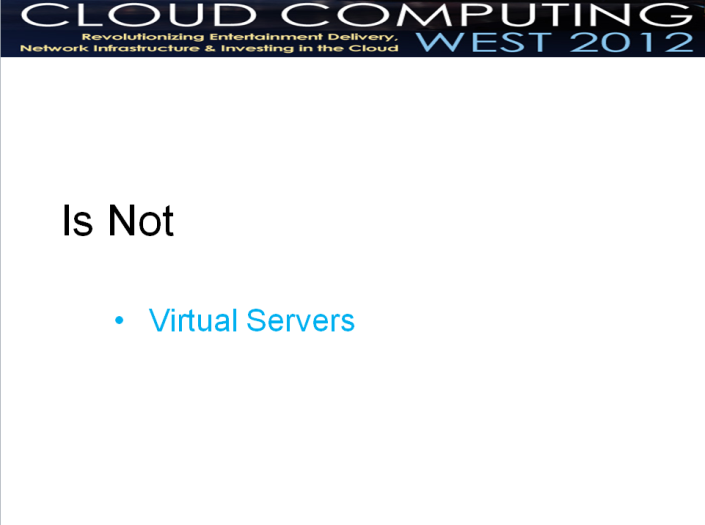 CLOUD COMPUTING
Revolutionizing Entertainment Delivery,
Network Infrastructure & Investing in the Cloud
WEST 2012
Is Not
• Virtual Servers